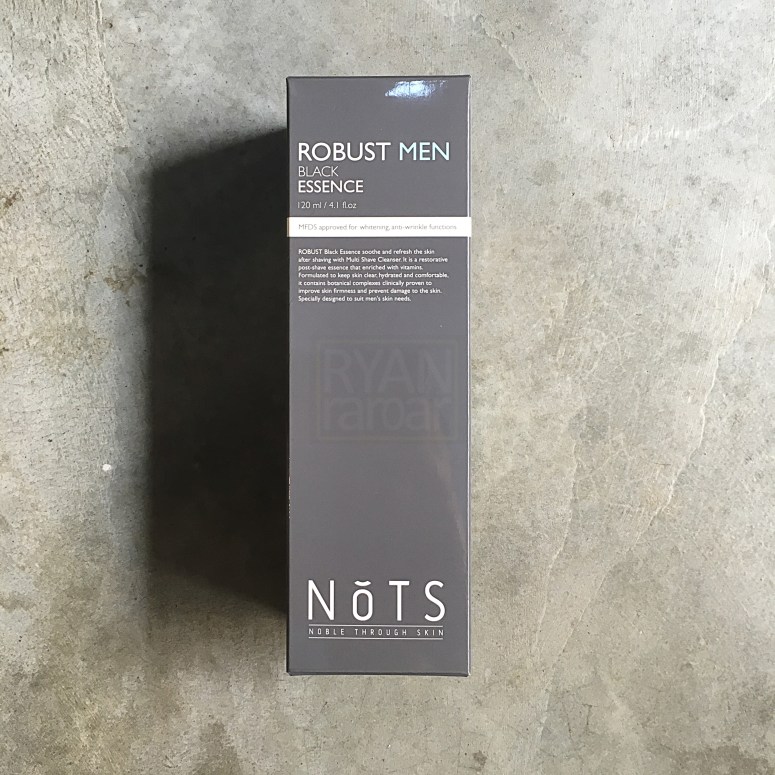 ROBUST MEN
BLACK
ESSENCE
120 ml / 4.1 fl.oz
MFDS approved for whitening, anti-wrinkle functions
ROBUST Black Essence soothe and refresh the skin
after shaving with Multi Shave Cleanser. It is a restorative
post-shave essence that enriched with vitamins.
Formulated to keep skin clear, hydrated and comfortable,
it contains botanical complexes clinically proven to
improve skin firmness and prevent damage to the skin.
Specially designed to suit men's skin needs.
RYAN
raroar
NŏTS
NOBLE THROUGH SKIN